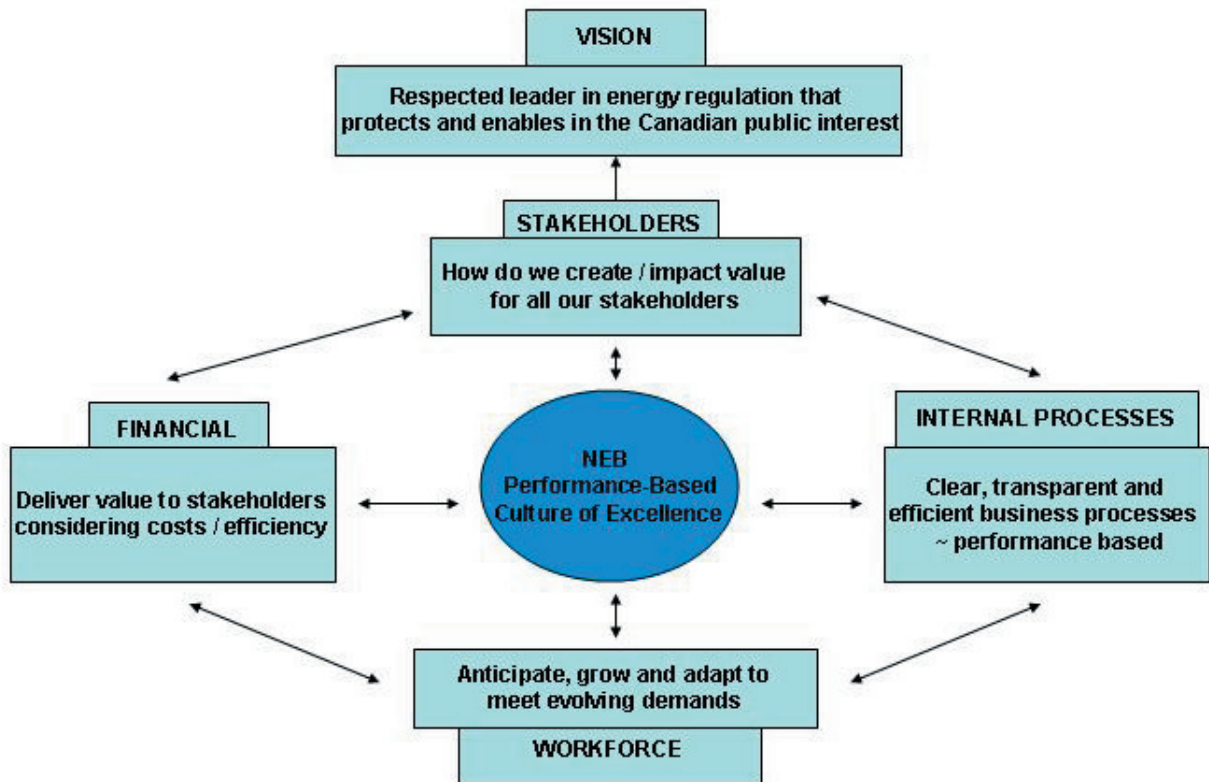 VISION
Respected leader in energy regulation that
protects and enables in the Canadian public interest
STAKEHOLDERS
How do we create / impact value
for all our stakeholders
FINANCIAL
Deliver value to stakeholders
considering costs / efficiency
NEB
Performance-Based
Culture of Excellence
INTERNAL PROCESSES
Clear, transparent and
efficient business processes
~ performance based
Anticipate, grow and adapt to
meet evolving demands
WORKFORCE